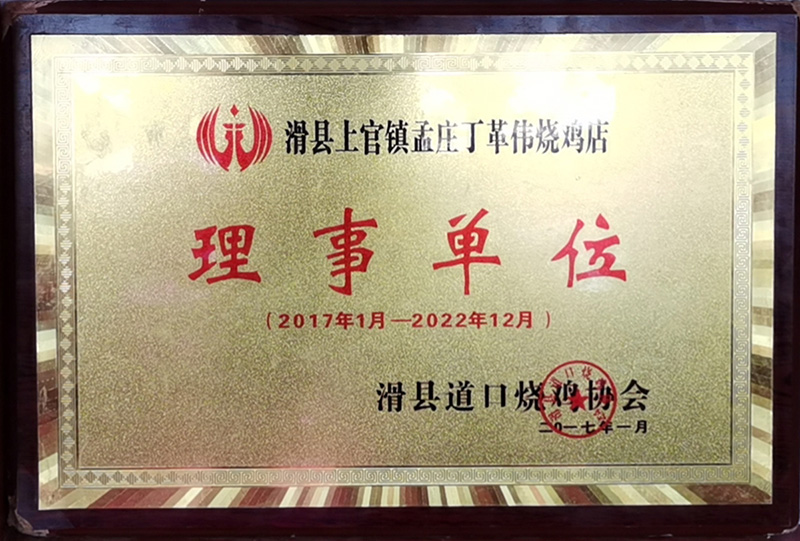 滑县上官镇孟庄丁革伟烧鸡店
理事单位
（2017年1月—2022年12月）
滑县道口烧鸡协会
二〇一七年一月